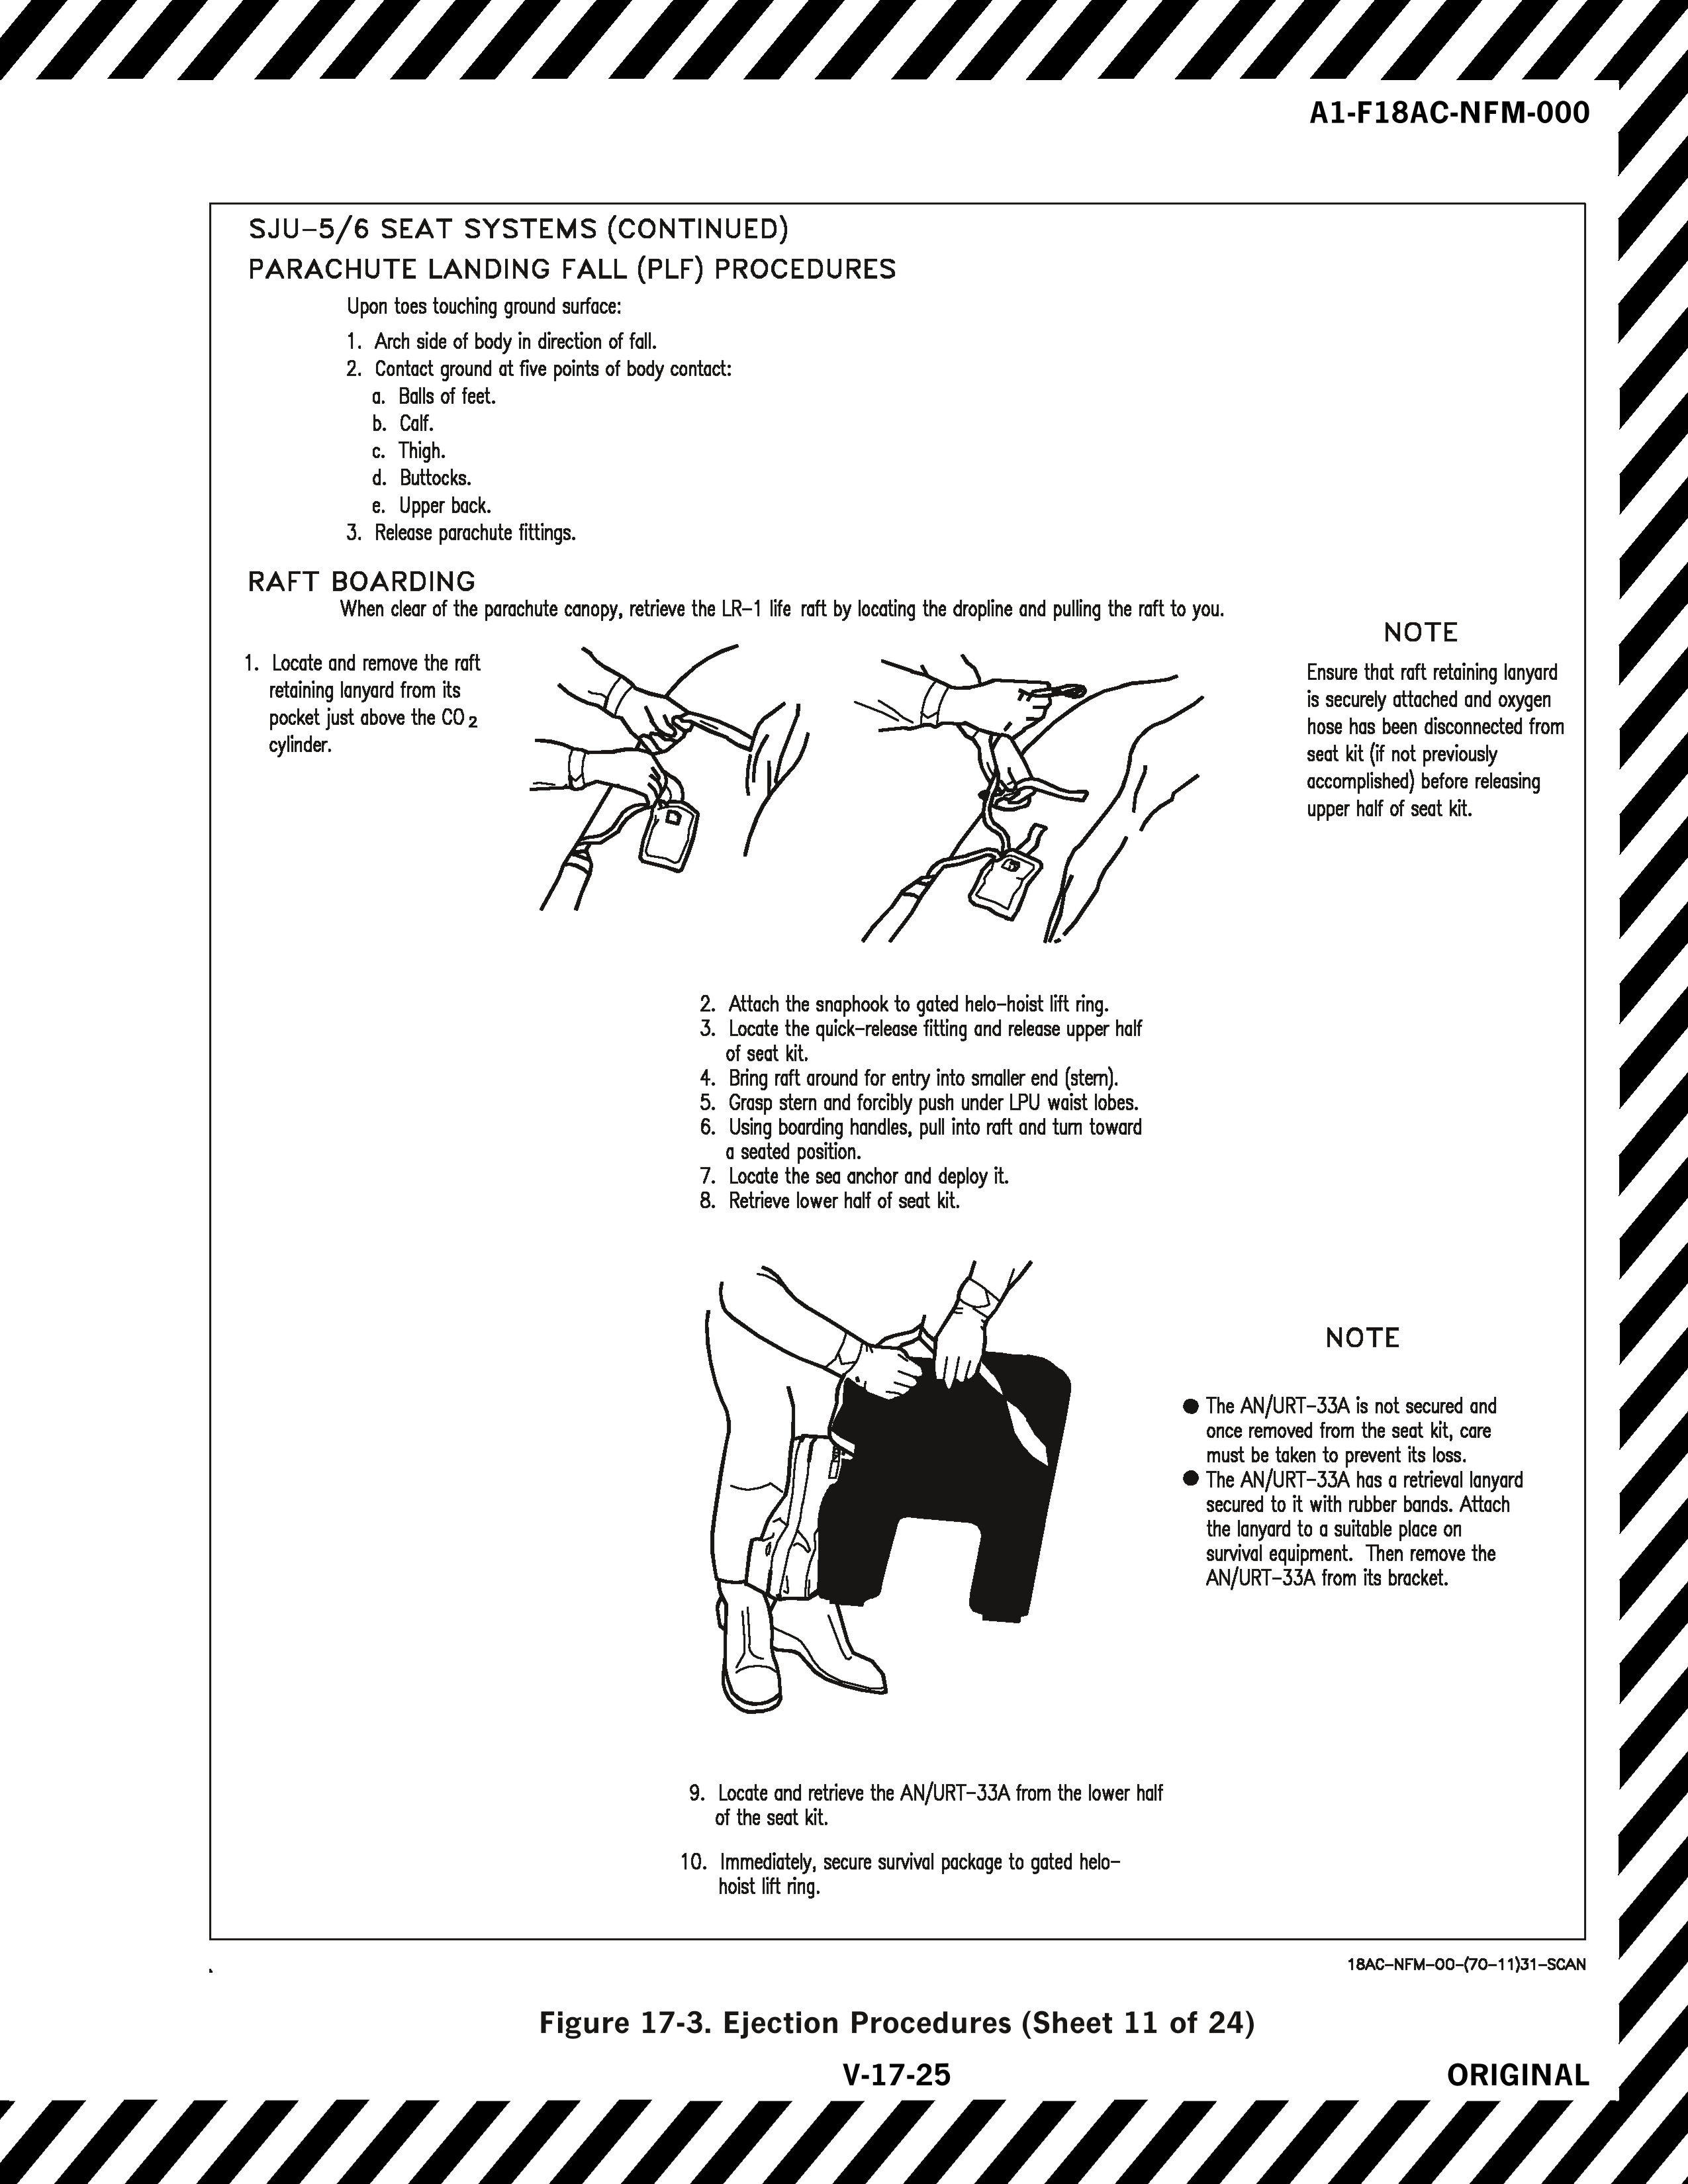 A1-F18AC-NFM-000
SJU-5/6 SEAT SYSTEMS (CONTINUED)
PARACHUTE LANDING FALL (PLF) PROCEDURES
Upon toes touching ground surface:
1. Arch side of body in direction of fall.
2. Contact ground at five points of body contact:
a. Balls of feet.
b. Calf.
c. Thigh.
d. Buttocks.
e. Upper back.
3. Release parachute fittings.
RAFT BOARDING
When clear of the parachute canopy, retrieve the LR-1 life raft by locating the dropline and pulling the raft to you.
1. Locate and remove the raft
retaining lanyard from its
pocket just above the CO2
cylinder.
NOTE
Ensure that raft retaining lanyard
is securely attached and oxygen
hose has been disconnected from
seat kit (if not previously
accomplished) before releasing
upper half of seat kit.
2. Attach the snaphook to gated helo-hoist lift ring.
3. Locate the quick-release fitting and release upper half
of seat kit.
4. Bring raft around for entry into smaller end (stern).
5. Grasp stern and forcibly push under LPU waist lobes.
6. Using boarding handles, pull into raft and turn toward
a seated position.
7. Locate the sea anchor and deploy it.
8. Retrieve lower half of seat kit.
NOTE
● The AN/URT-33A is not secured and
once removed from the seat kit, care
must be taken to prevent its loss.
● The AN/URT-33A has a retrieval lanyard
secured to it with rubber bands. Attach
the lanyard to a suitable place on
survival equipment. Then remove the
AN/URT-33A from its bracket.
9. Locate and retrieve the AN/URT-33A from the lower half
of the seat kit.
10. Immediately, secure survival package to gated helo-
hoist lift ring.
18AC-NFM-00-(70-11)31-SCAN
Figure 17-3. Ejection Procedures (Sheet 11 of 24)
V-17-25
ORIGINAL